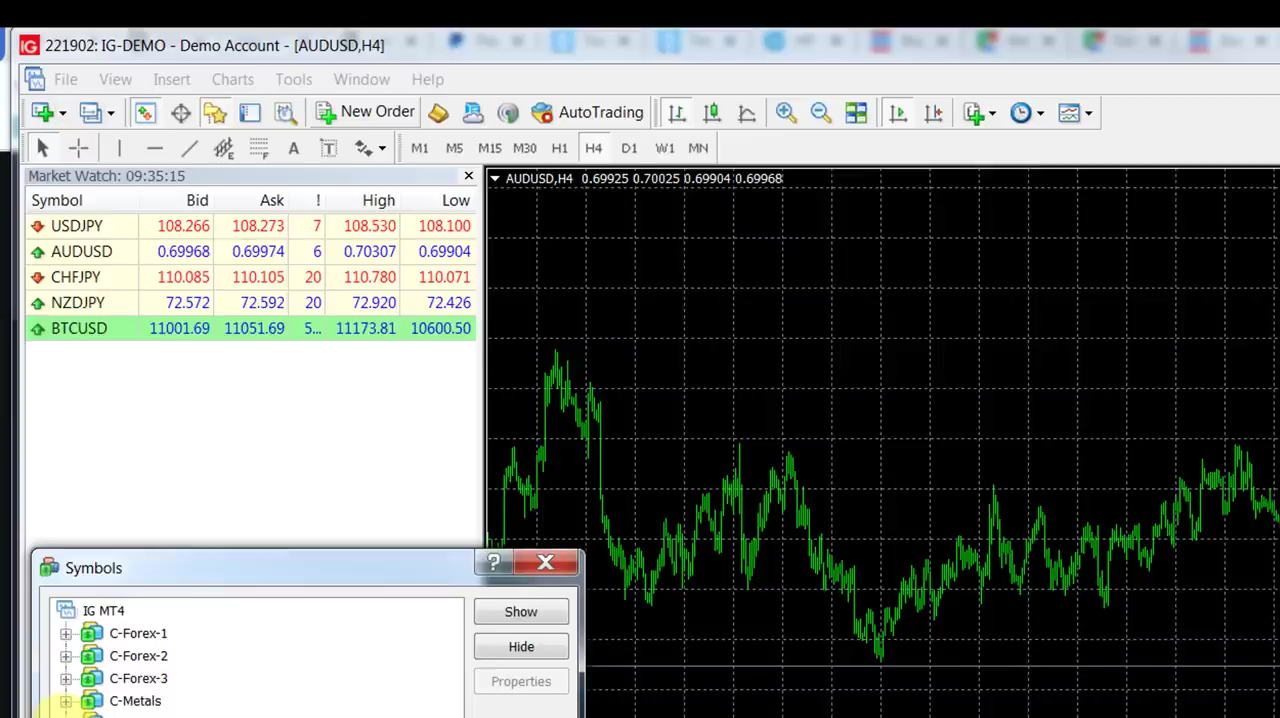 IG 221902: IG-DEMO - Demo Account - [AUDUSD,H4]
File View Insert Charts Tools Window Help
New Order AutoTrading
A T M1 M5 M15 M30 H1 H4 D1 W1 MN
Market Watch: 09:35:15
Symbol Bid Ask ! High Low
USDJPY 108.266 108.273 7 108.530 108.100
AUDUSD 0.69968 0.69974 6 0.70307 0.69904
CHFJPY 110.085 110.105 20 110.780 110.071
NZDJPY 72.572 72.592 20 72.920 72.426
BTCUSD 11001.69 11051.69 5... 11173.81 10600.50
AUDUSD,H4 0.69925 0.70025 0.69904 0.69968
Symbols
IG MT4
C-Forex-1
C-Forex-2
C-Forex-3
C-Metals
Show
Hide
Properties